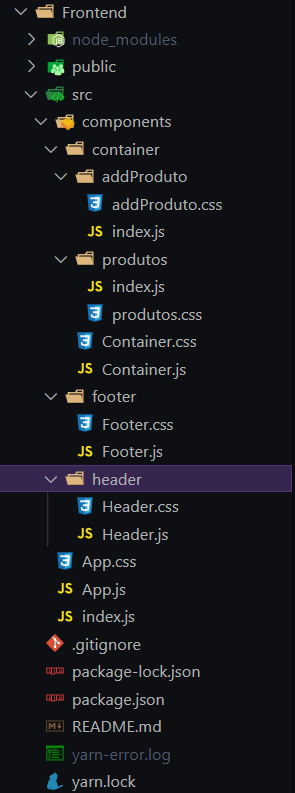 Frontend
node_modules
public
src
components
container
addProduto
addProduto.css
JS index.js
produtos
JS index.js
produtos.css
Container.css
JS Container.js
footer
Footer.css
JS Footer.js
header
Header.css
JS Header.js
App.css
JS App.js
JS index.js
.gitignore
package-lock.json
package.json
README.md
yarn-error.log
yarn.lock